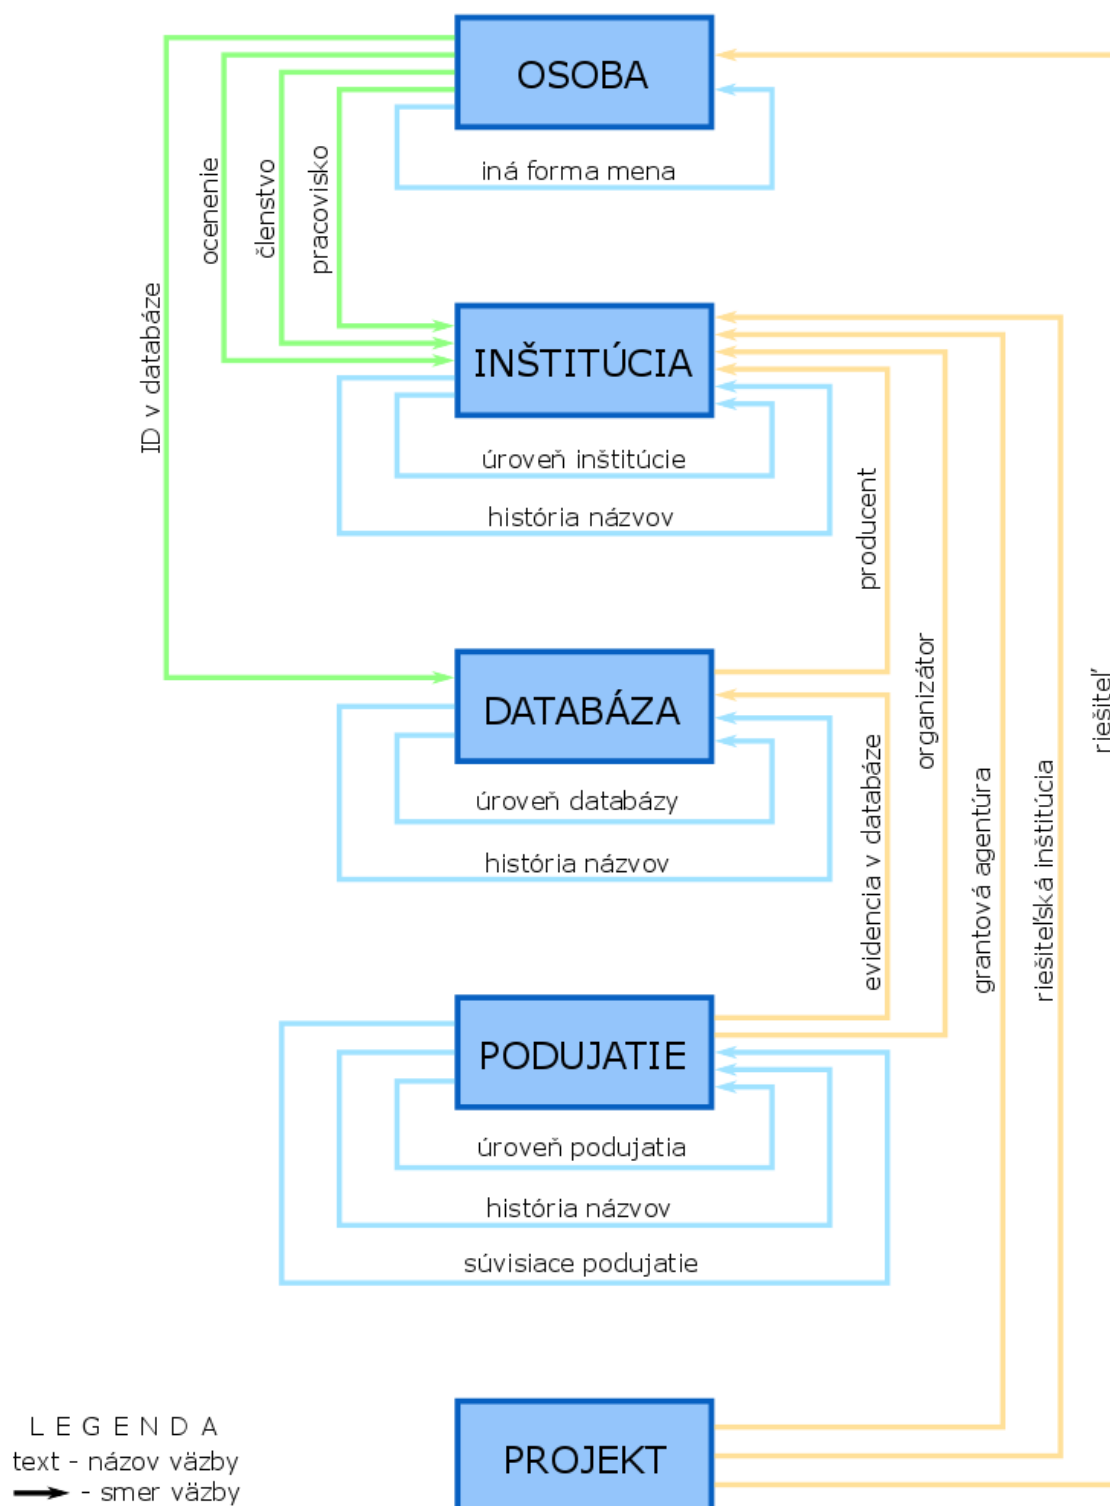 OSOBA
iná forma mena
ocenenie
členstvo
pracovisko
ID v databáze
INŠTITÚCIA
úroveň inštitúcie
história názvov
producent
organizátor
riešiteľ
DATABÁZA
úroveň databázy
história názvov
evidencia v databáze
grantová agentúra
riešiteľská inštitúcia
PODUJATIE
úroveň podujatia
história názvov
súvisiace podujatie
PROJEKT
LEGENDA
text - názov väzby
- smer väzby